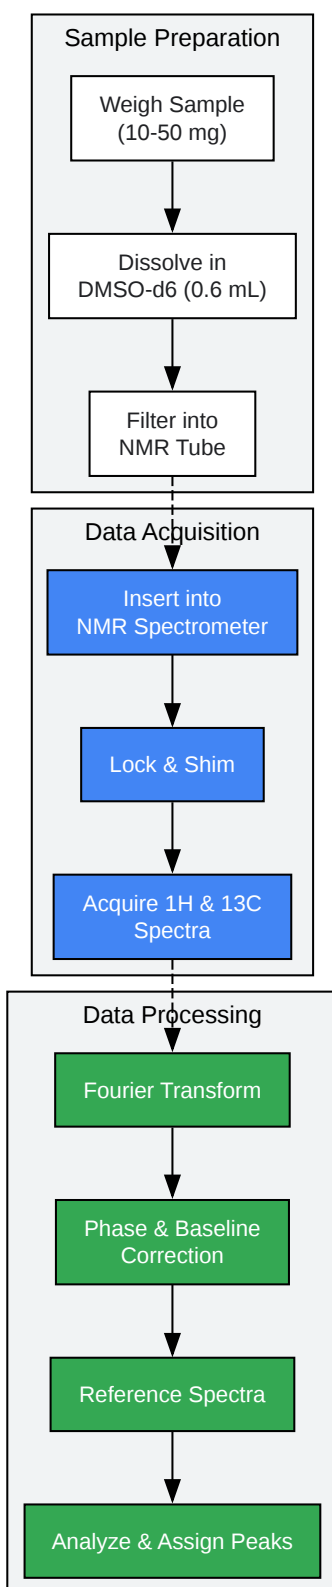 Sample Preparation
Weigh Sample
(10-50 mg)
Dissolve in
DMSO-d6 (0.6 mL)
Filter into
NMR Tube
Data Acquisition
Insert into
NMR Spectrometer
Lock & Shim
Acquire 1H & 13C
Spectra
Data Processing
Fourier Transform
Phase & Baseline
Correction
Reference Spectra
Analyze & Assign Peaks